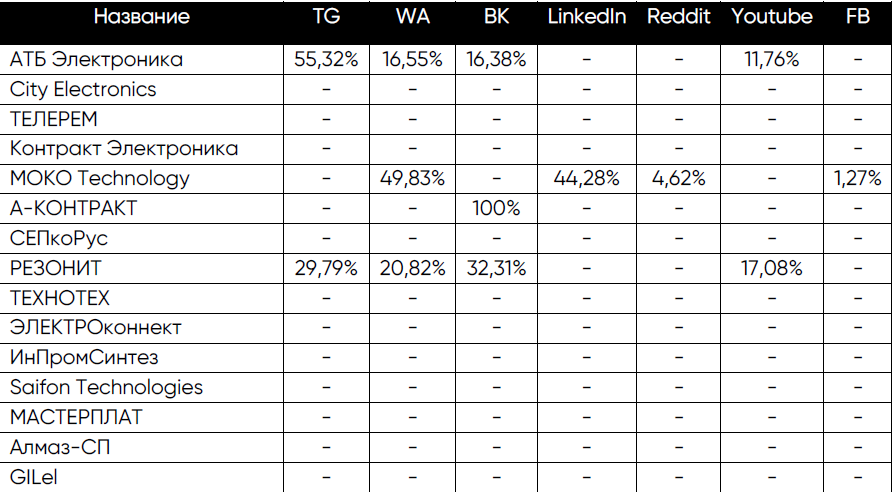 Название TG WA ВК LinkedIn Reddit Youtube FB
АТБ Электроника 55,32% 16,55% 16,38% - - 11,76% -
City Electronics - - - - - - -
ТЕЛЕРЕМ - - - - - - -
Контракт Электроника - - - - - - -
MOKO Technology - 49,83% - 44,28% 4,62% - 1,27%
А-КОНТРАКТ - - 100% - - - -
СЕПкоРус - - - - - - -
РЕЗОНИТ 29,79% 20,82% 32,31% - - 17,08% -
ТЕХНОТЕХ - - - - - - -
ЭЛЕКТРОконнект - - - - - - -
ИнПромСинтез - - - - - - -
Saifon Technologies - - - - - - -
МАСТЕРПЛАТ - - - - - - -
Алмаз-СП - - - - - - -
GILel - - - - - - -